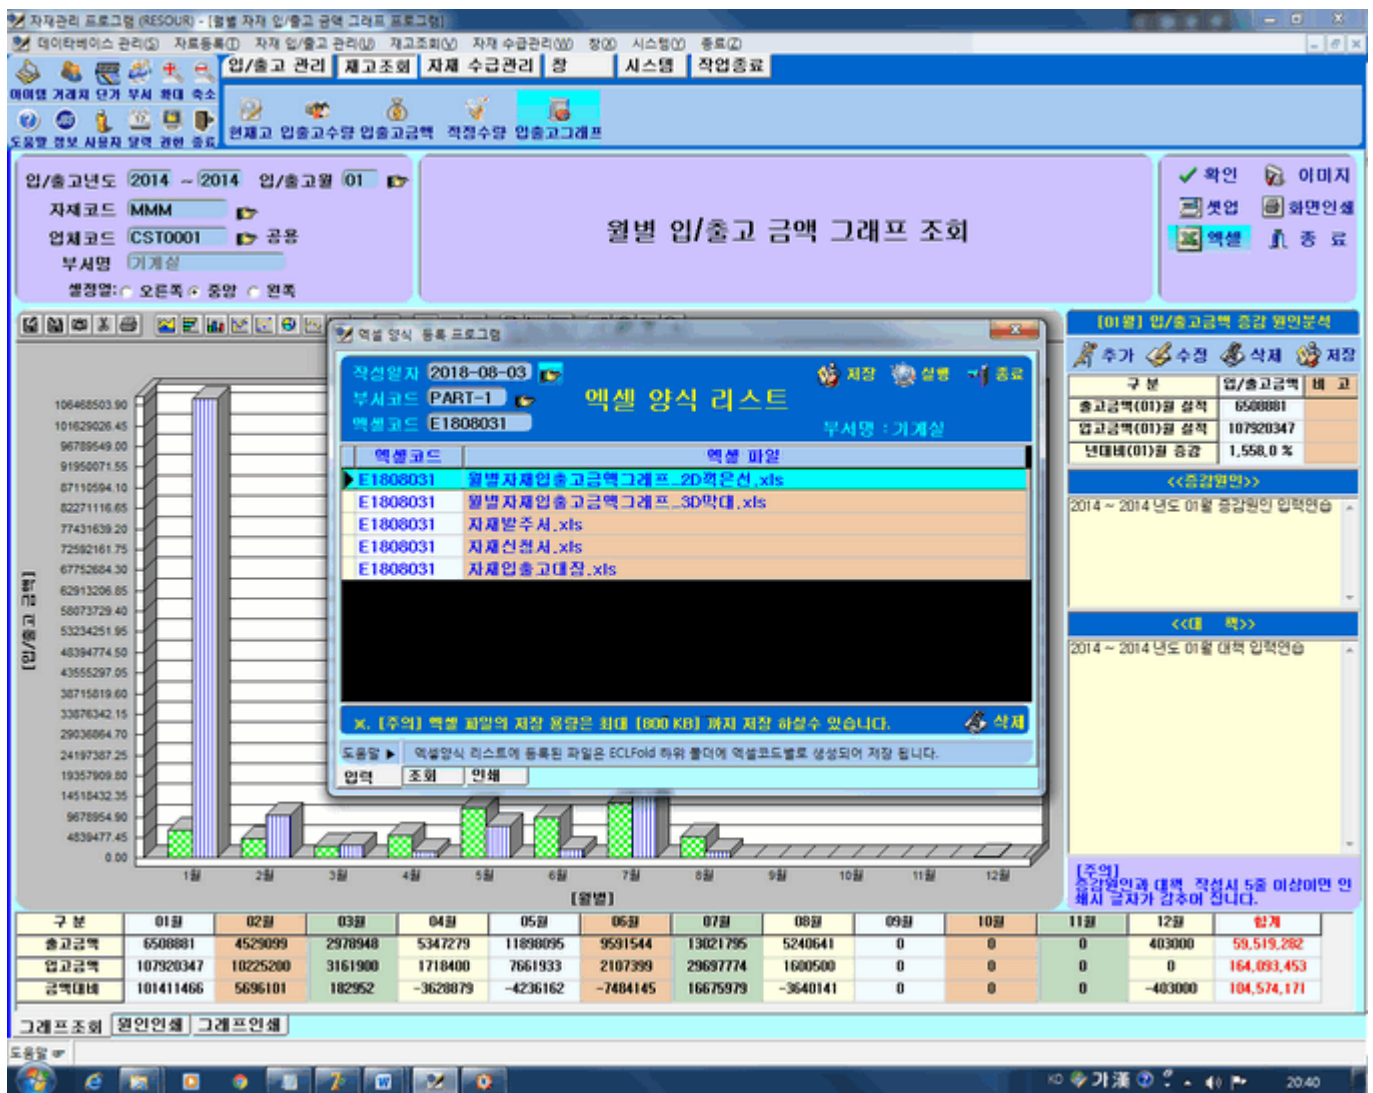 자재관리 프로그램 (RESOUR) - [월별 자재 입/출고 금액 그래프 프로그램]
데이타베이스 관리(S) 자료등록(T) 자재 입/출고 관리(U) 재고조회(V) 자재 수급관리(W) 창(X) 시스템(Y) 종료(Z)
입/출고 관리 재고조회 자재 수급관리 창 시스템 작업종료
거래처 단가 부서 확대 축소
도움말 정보 사용자 달력 권한 종료
현재고 입출고수량 입출고금액 적정수량 입출고그래프
입/출고년도 2014 ~ 2014 입/출고월 01
자재코드 MMM
업체코드 CST0001 공용
부서명 기계실
셀정열: 오른쪽 중앙 왼쪽
월별 입/출고 금액 그래프 조회
확인 이미지
셋업 화면인쇄
엑셀 종 료
엑셀 양식 등록 프로그램
작성일자 2018-08-03
부서코드 PART-1
엑셀코드 E1808031
엑셀 양식 리스트
저장 실행 종료
부서명 : 기계실
엑셀코드 엑셀 파일
E1808031 월별자재입출고금액그래프_2D꺽은선.xls
E1808031 월별자재입출고금액그래프_3D막대.xls
E1808031 자재발주서.xls
E1808031 자재신청서.xls
E1808031 자재입출고대장.xls
※. [주의] 엑셀 파일의 저장 용량은 최대 [800 KB] 까지 저장 하실수 있습니다.
삭제
도움말 ▶ 엑셀양식 리스트에 등록된 파일은 ECLFold 하위 폴더에 엑셀코드별로 생성되어 저장 됩니다.
입력 조회 인쇄
[입/출고 금액]
106468503.90
101629026.45
96789549.00
91950071.55
87110594.10
82271116.65
77431639.20
72592161.75
67752684.30
62913206.85
58073729.40
53234251.95
48394774.50
43555297.05
38715819.60
33876342.15
29036864.70
24197387.25
19357909.80
14518432.35
9678954.90
4839477.45
0.00
1월 2월 3월 4월 5월 6월 7월 8월 9월 10월 11월 12월
[월별]
[01월] 입/출고금액 증감 원인분석
추가 수정 삭제 저장
구 분 입/출고금액 비 고
출고금액(01)월 실적 6508881
입고금액(01)월 실적 107920347
년대비(01)월 증감 1,558.0 %
<<증감원인>>
2014 ~ 2014 년도 01월 증감원인 입력연습
<<대 책>>
2014 ~ 2014 년도 01월 대책 입력연습
[주의]
증감원인과 대책 작성시 5줄 이상이면 인
쇄시 글자가 감추어 집니다.
구 분 01월 02월 03월 04월 05월 06월 07월 08월 09월 10월 11월 12월 합계
출고금액 6508881 4529099 2978948 5347279 11898095 9591544 13021795 5240641 0 0 0 403000 59,519,282
입고금액 107920347 10225200 3161900 1718400 7661933 2107399 29697774 1600500 0 0 0 0 164,093,453
금액대비 101411466 5696101 182952 -3628879 -4236162 -7484145 16675979 -3640141 0 0 0 -403000 104,574,171
그래프조회 원인인쇄 그래프인쇄
도움말
KO 가 漢 20:40